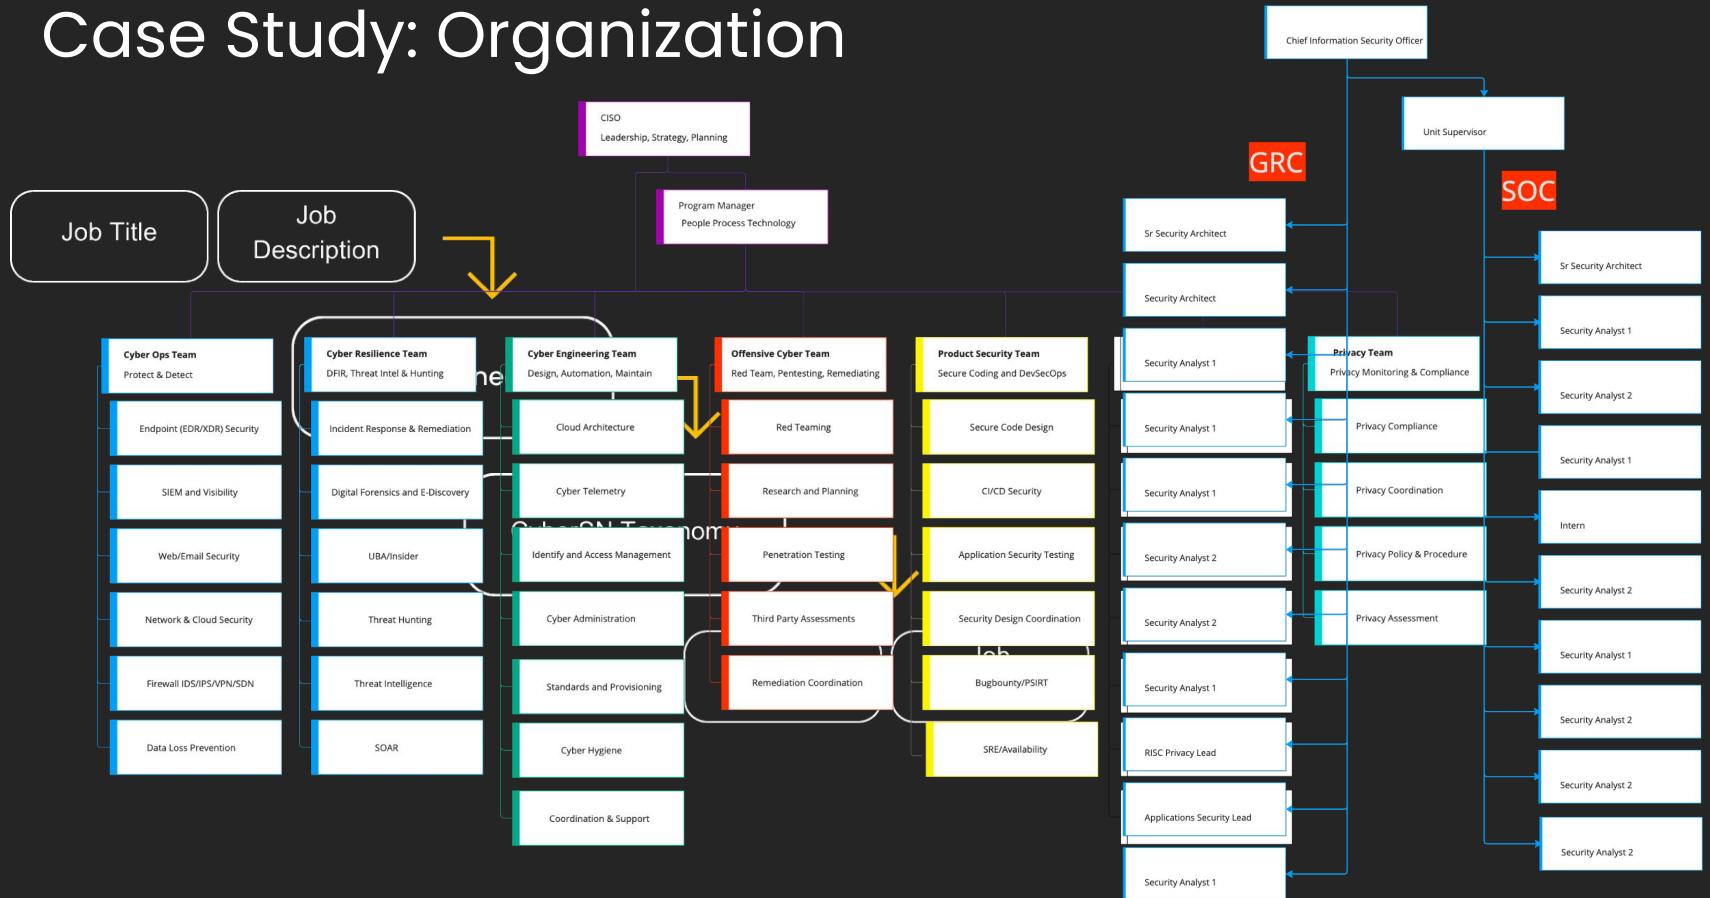 Case Study: Organization
Chief Information Security Officer
Unit Supervisor
CISO
Leadership, Strategy, Planning
Program Manager
People Process Technology
Job Title
Job
Description
GRC
SOC
Cyber Ops Team
Protect & Detect
Endpoint (EDR/XDR) Security
SIEM and Visibility
Web/Email Security
Network & Cloud Security
Firewall IDS/IPS/VPN/SDN
Data Loss Prevention
Cyber Resilience Team
DFIR, Threat Intel & Hunting
Incident Response & Remediation
Digital Forensics and E-Discovery
UBA/Insider
Threat Hunting
Threat Intelligence
SOAR
Cyber Engineering Team
Design, Automation, Maintain
Cloud Architecture
Cyber Telemetry
Identify and Access Management
Cyber Administration
Standards and Provisioning
Cyber Hygiene
Coordination & Support
Offensive Cyber Team
Red Team, Pentesting, Remediating
Red Teaming
Research and Planning
Penetration Testing
Third Party Assessments
Remediation Coordination
Product Security Team
Secure Coding and DevSecOps
Secure Code Design
CI/CD Security
Application Security Testing
Security Design Coordination
Bugbounty/PSIRT
SRE/Availability
Job
Sr Security Architect
Security Architect
Security Analyst 1
Security Analyst 1
Security Analyst 1
Security Analyst 2
Security Analyst 2
Security Analyst 1
RISC Privacy Lead
Applications Security Lead
Security Analyst 1
Privacy Team
Privacy Monitoring & Compliance
Privacy Compliance
Privacy Coordination
Privacy Policy & Procedure
Privacy Assessment
Sr Security Architect
Security Analyst 1
Security Analyst 2
Security Analyst 1
Intern
Security Analyst 2
Security Analyst 1
Security Analyst 2
Security Analyst 2
Security Analyst 2